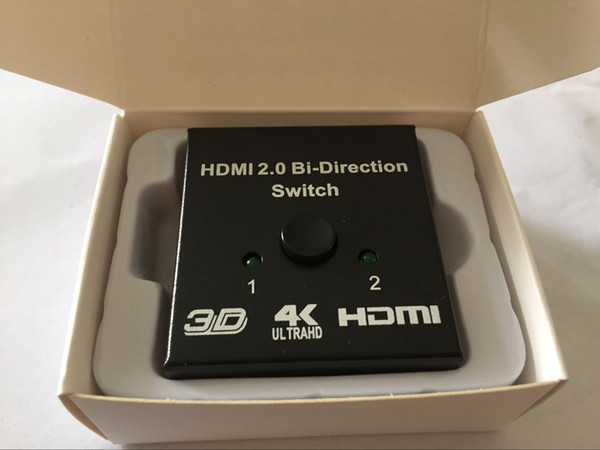 HDMI 2.0 Bi-Direction
Switch
1 2
3D 4K HDMI
ULTRAHD